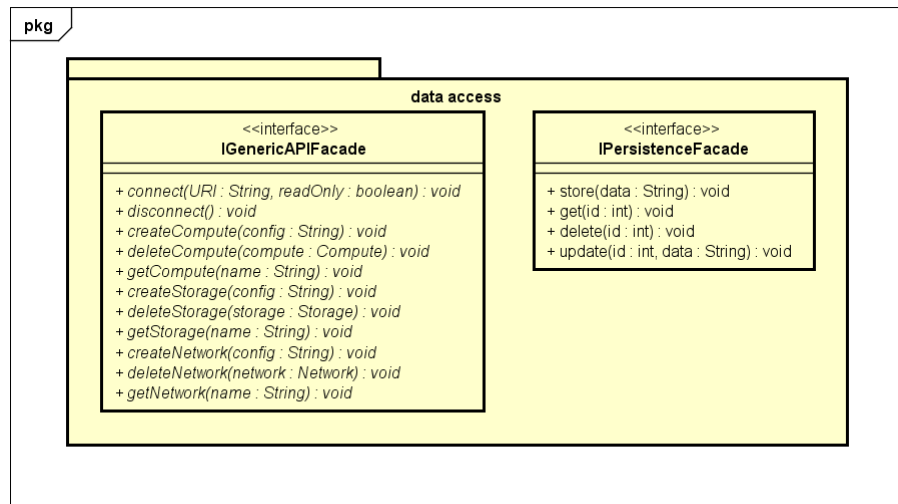 pkg
data access
<<interface>>
IGenericAPIFacade
+ connect(URI : String, readOnly : boolean) : void
+ disconnect() : void
+ createCompute(config : String) : void
+ deleteCompute(compute : Compute) : void
+ getCompute(name : String) : void
+ createStorage(config : String) : void
+ deleteStorage(storage : Storage) : void
+ getStorage(name : String) : void
+ createNetwork(config : String) : void
+ deleteNetwork(network : Network) : void
+ getNetwork(name : String) : void
<<interface>>
IPersistenceFacade
+ store(data : String) : void
+ get(id : int) : void
+ delete(id : int) : void
+ update(id : int, data : String) : void